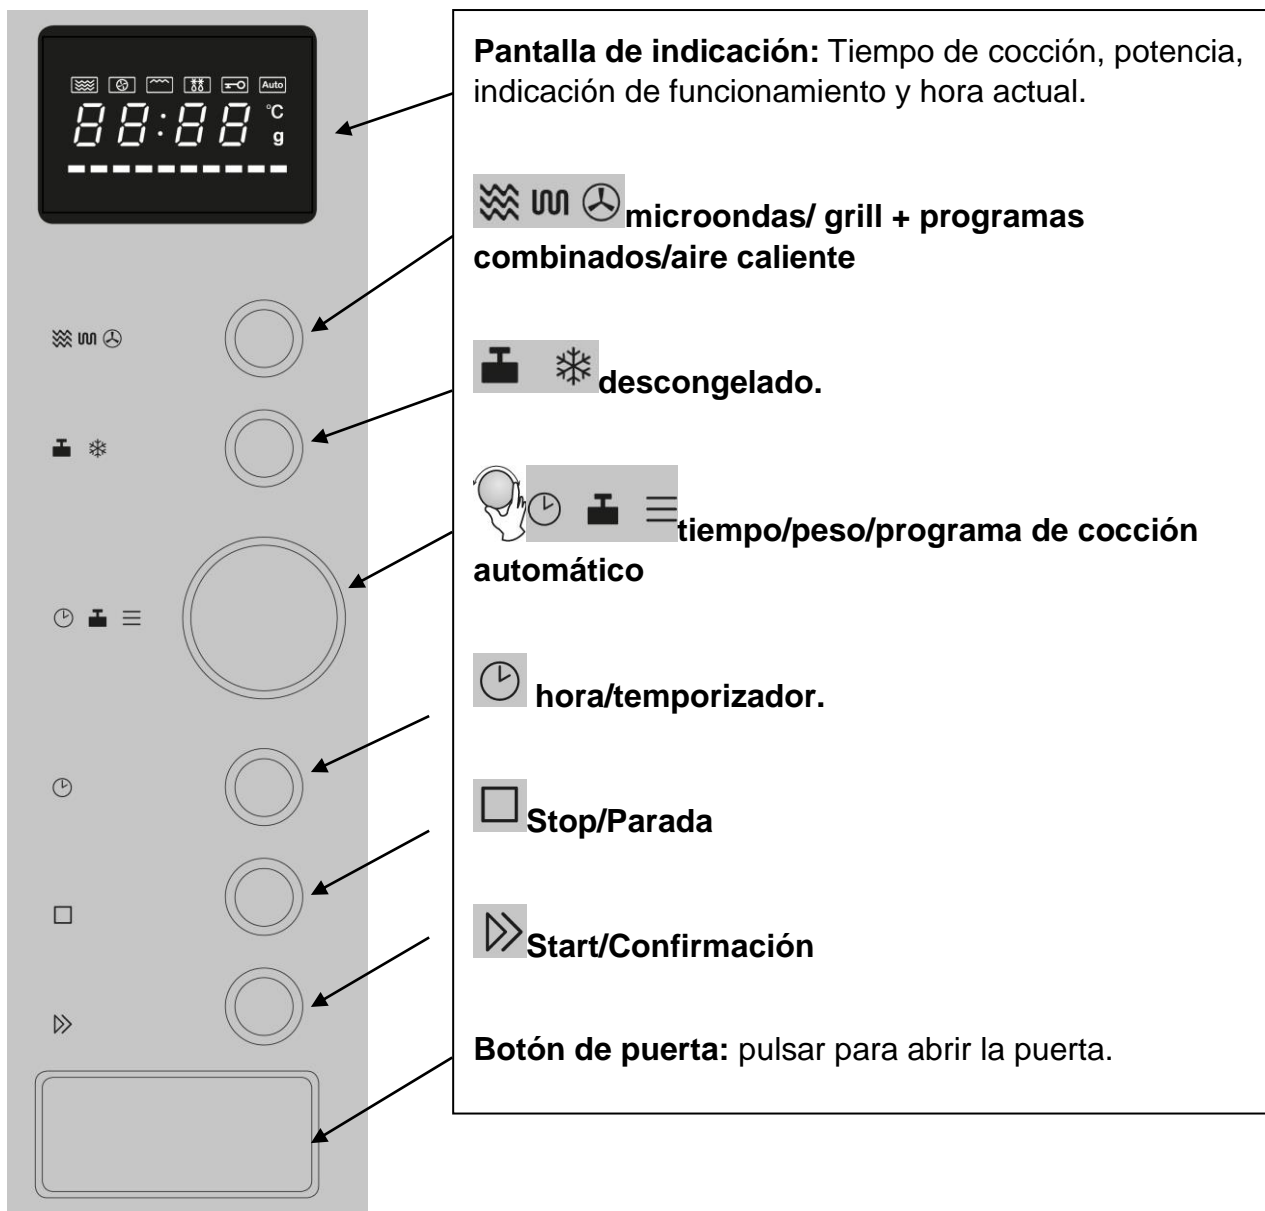 Auto
88:88 °C
g
Pantalla de indicación: Tiempo de cocción, potencia,
indicación de funcionamiento y hora actual.
microondas/ grill + programas
combinados/aire caliente
descongelado.
tiempo/peso/programa de cocción
automático
hora/temporizador.
Stop/Parada
Start/Confirmación
Botón de puerta: pulsar para abrir la puerta.